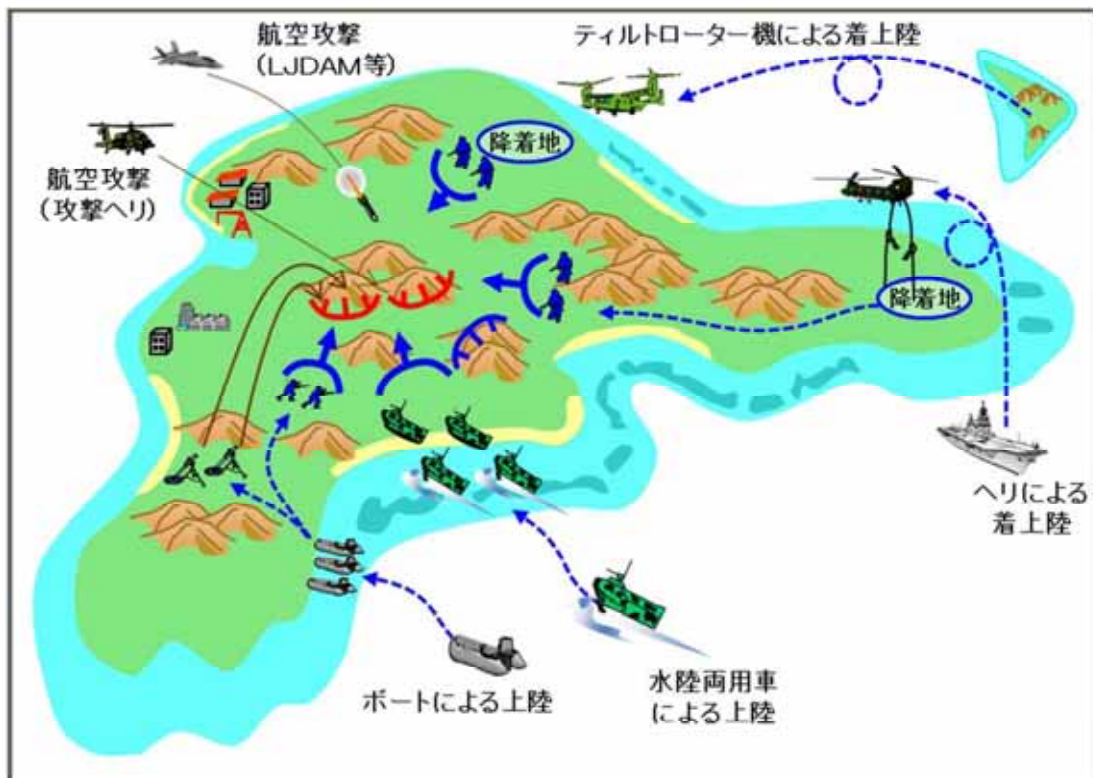 航空攻撃
(LJDAM等)
ティルトローター機による着上陸
航空攻撃
(攻撃ヘリ)
降着地
降着地
ヘリによる
着上陸
ボートによる上陸
水陸両用車
による上陸